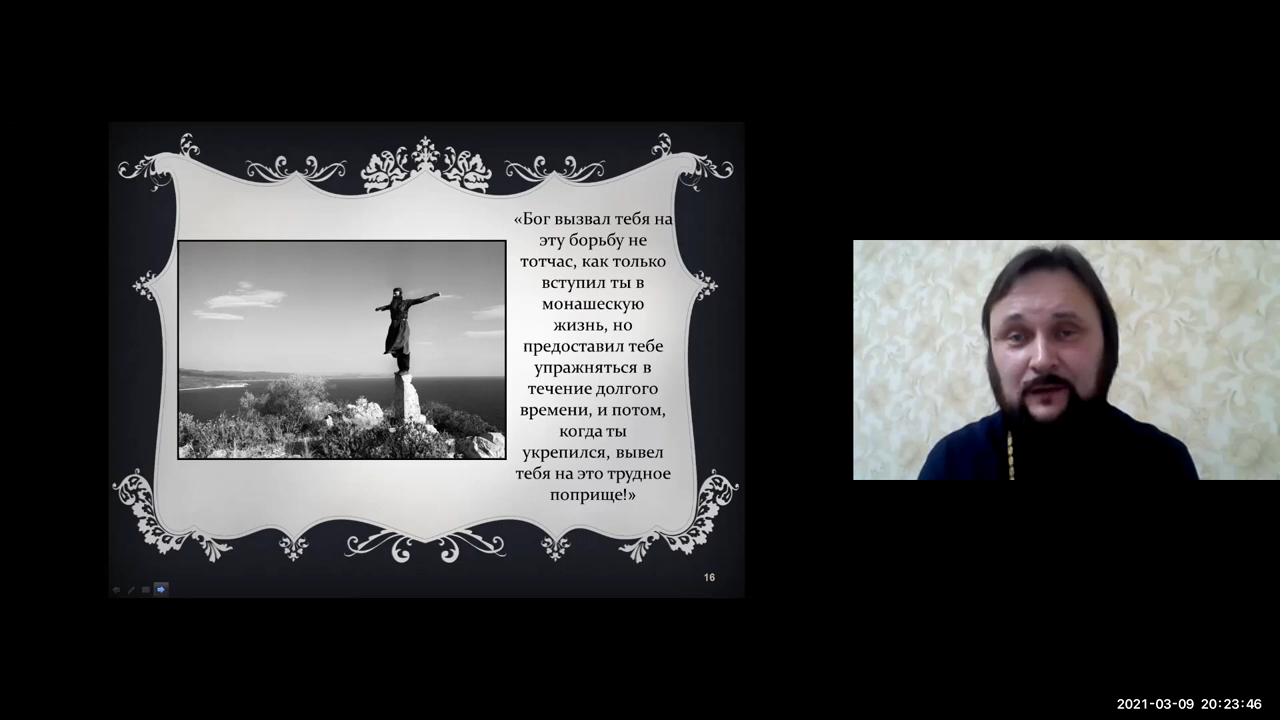 «Бог вызвал тебя на
эту борьбу не
тотчас, как только
вступил ты в
монашескую
жизнь, но
предоставил тебе
упражняться в
течение долгого
времени, и потом,
когда ты
укрепился, вывел
тебя на это трудное
поприще!»
16
2021-03-09 20:23:46